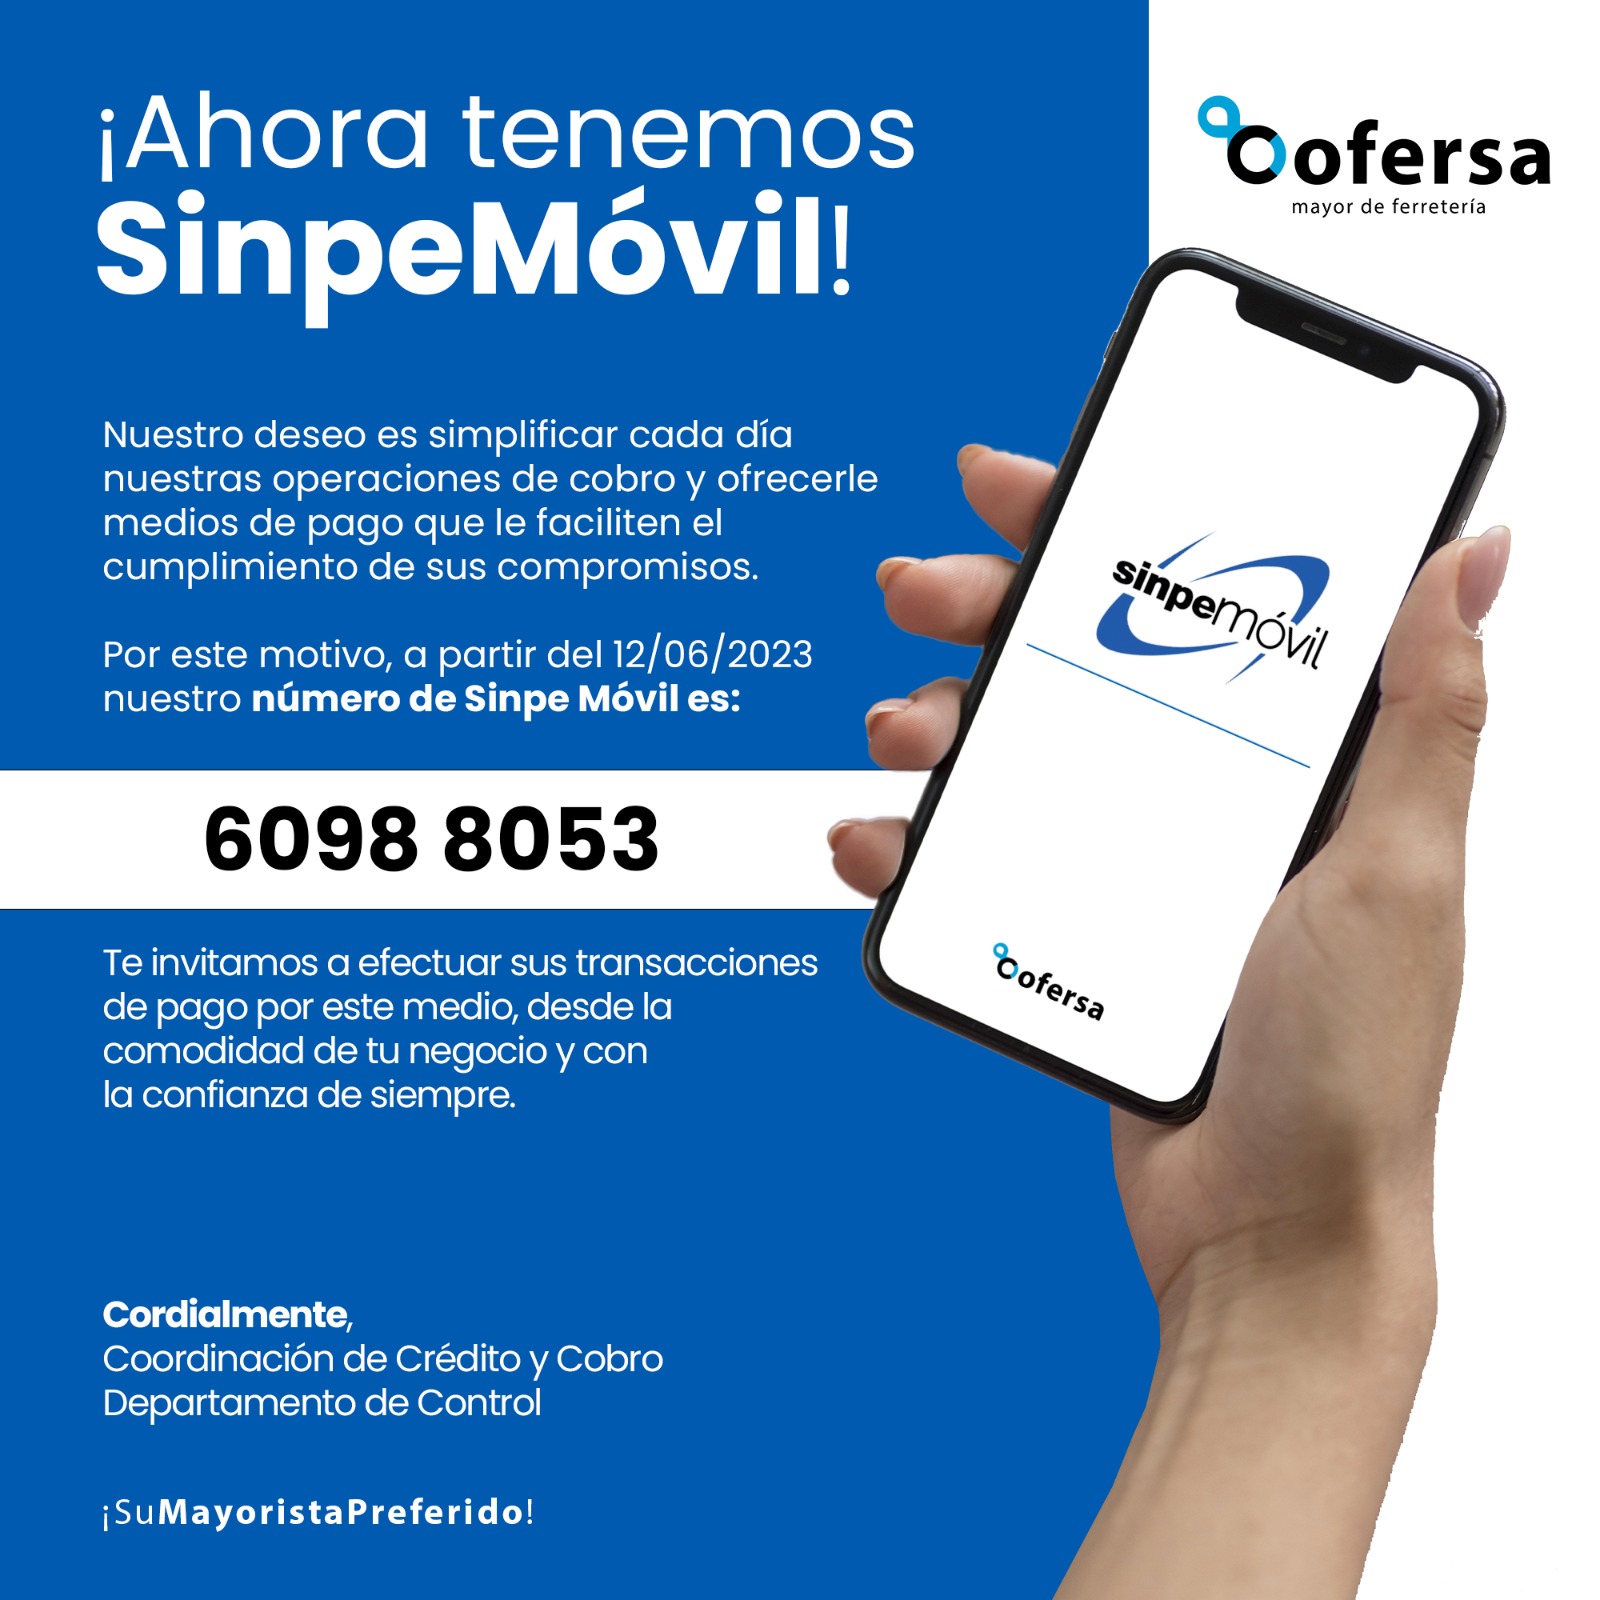 ¡Ahora tenemos
SinpeMóvil!
Cofersa
mayor de ferretería
Nuestro deseo es simplificar cada día
nuestras operaciones de cobro y ofrecerle
medios de pago que le faciliten el
cumplimiento de sus compromisos.
Por este motivo, a partir del 12/06/2023
nuestro número de Sinpe Móvil es:
6098 8053
Te invitamos a efectuar sus transacciones
de pago por este medio, desde la
comodidad de tu negocio y con
la confianza de siempre.
sinpemóvil
Cofersa
Cordialmente,
Coordinación de Crédito y Cobro
Departamento de Control
¡SuMayoristaPreferido!